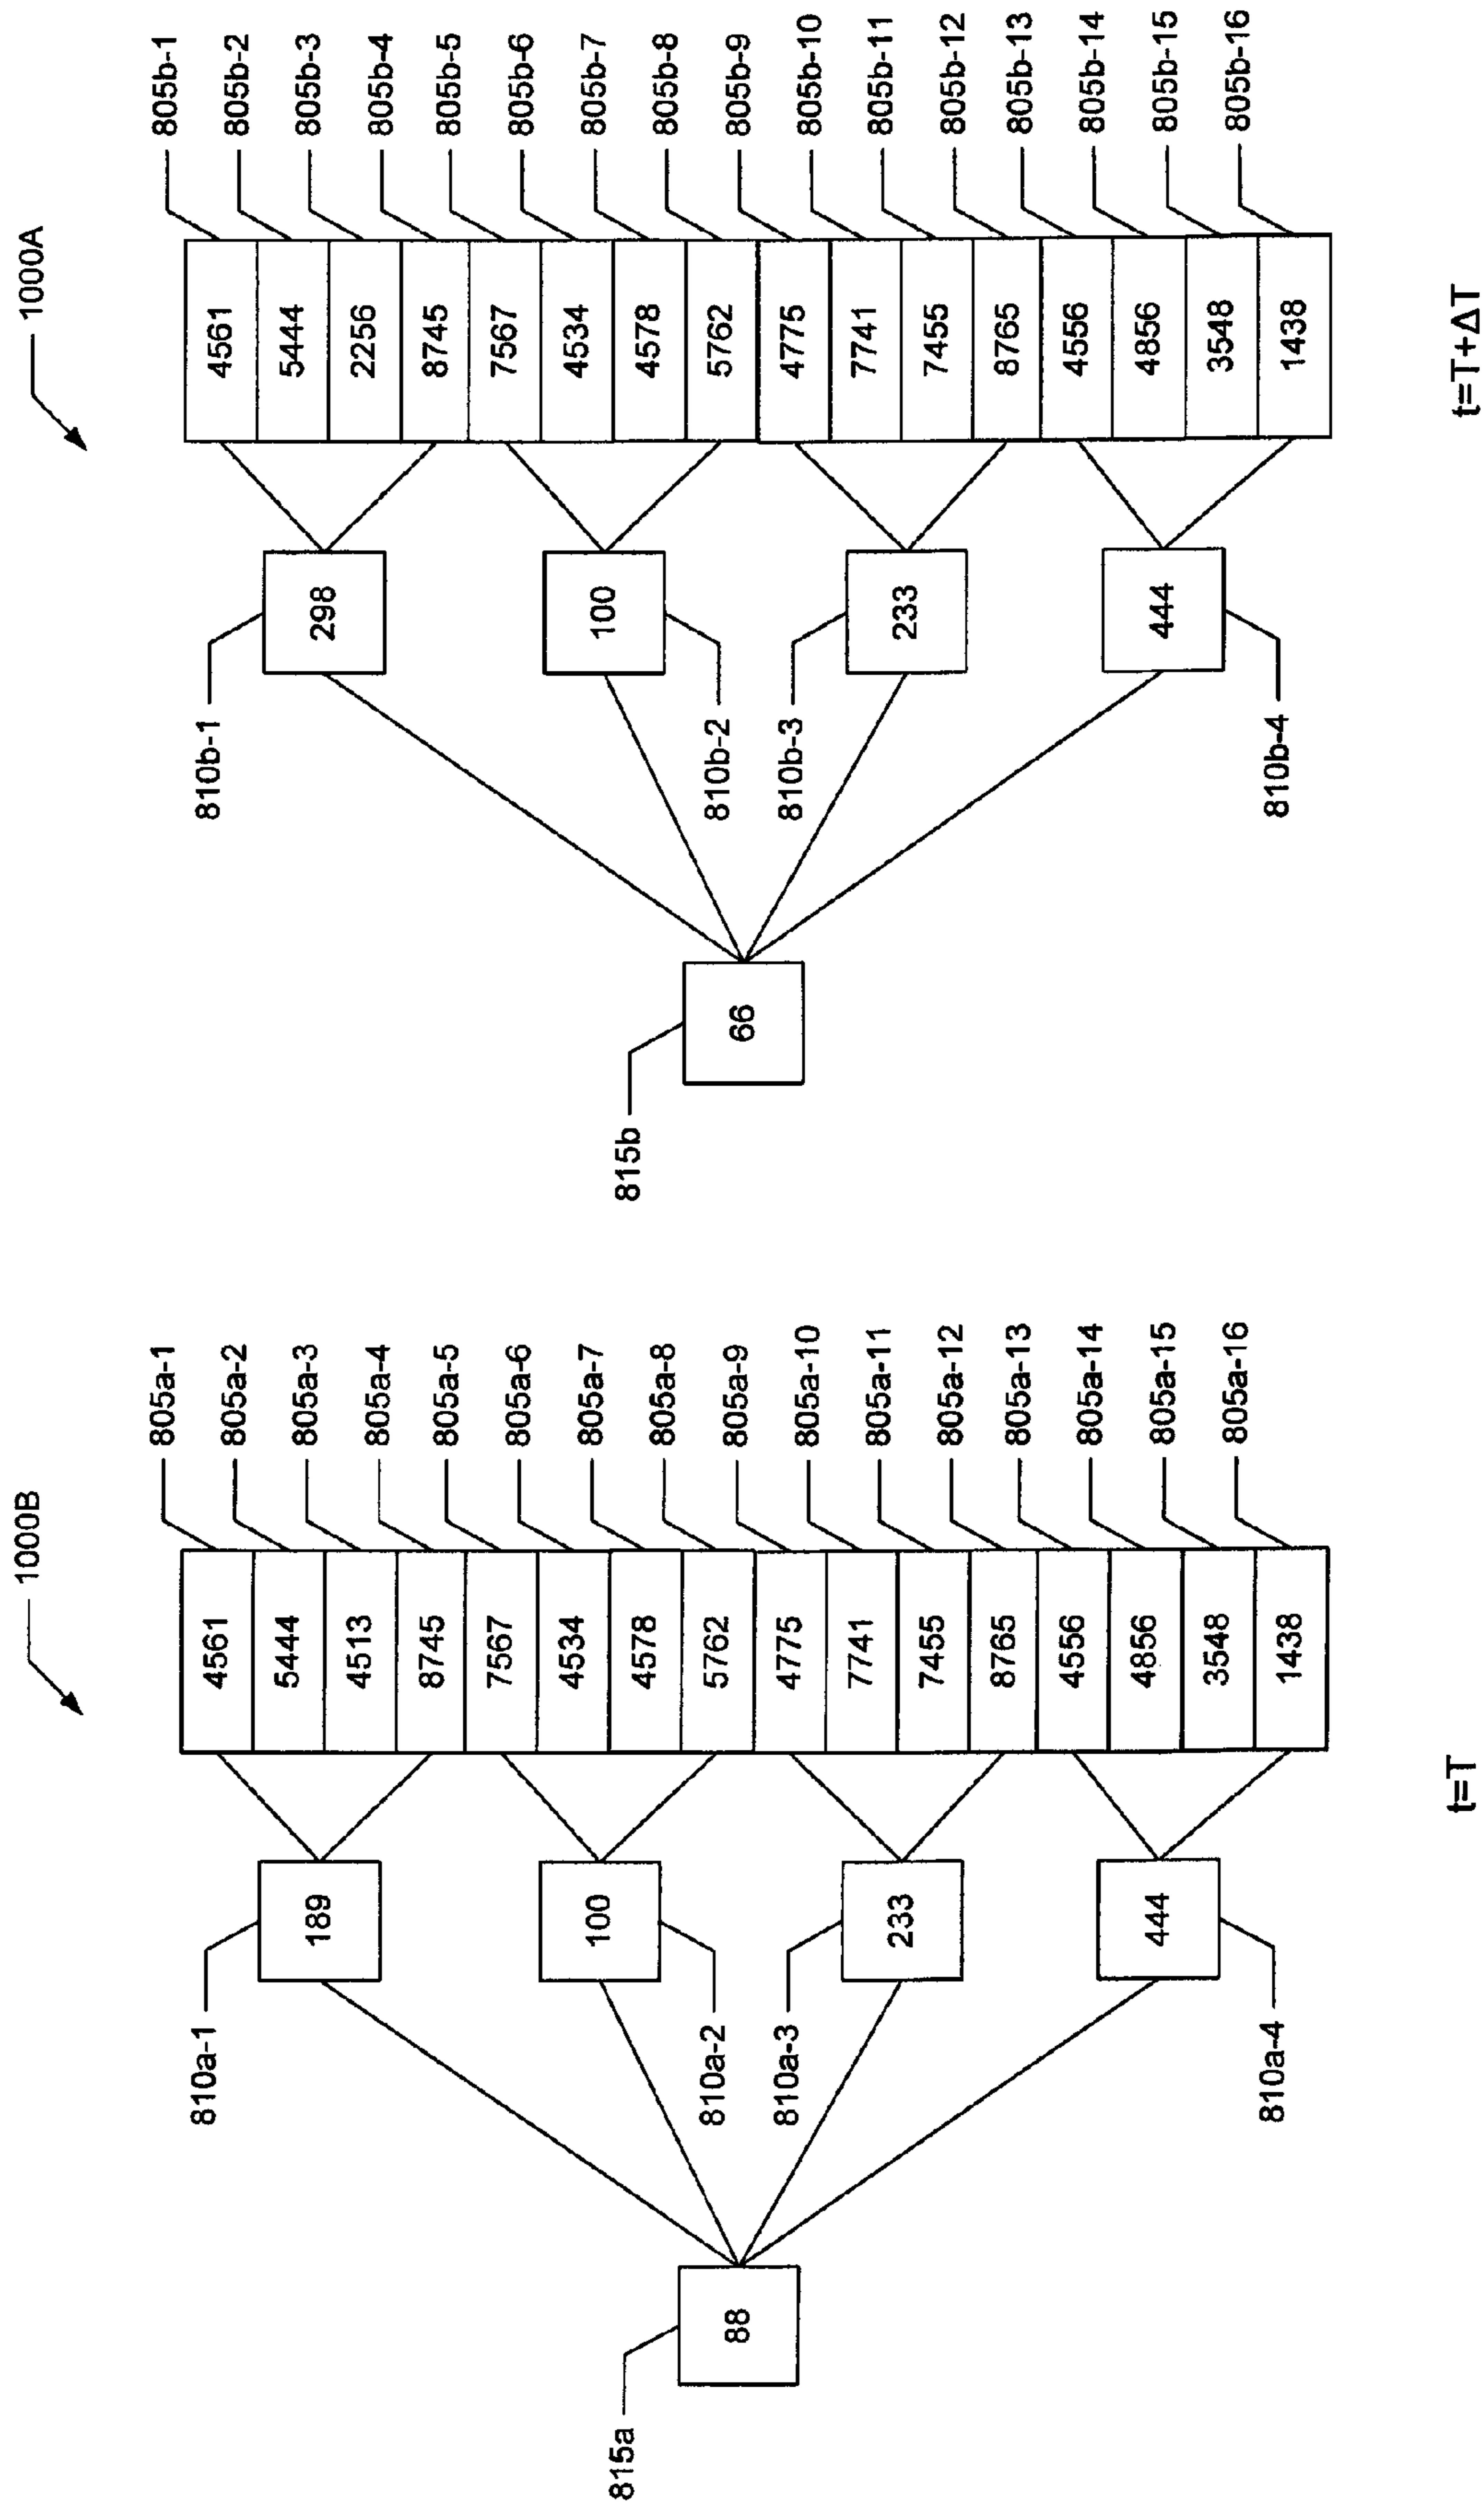 1000B
805a-1
805a-2
805a-3
805a-4
805a-5
805a-6
805a-7
806a-8
805a-9
805a-10
805a-11
805a-12
805a-13
805a-14
805a-15
805a-16
4561
5444
4513
8745
7567
4534
4578
5762
4775
7741
7455
8765
4556
4856
3548
1438
810a-1
189
100
810a-2
810a-3
233
444
810a-4
815a
88
t=T
1000A
805b-1
805b-2
805b-3
805b-4
805b-5
805b-6
805b-7
805b-8
805b-9
805b-10
805b-11
805b-12
805b-13
805b-14
805b-15
805b-16
4561
5444
2256
8745
7567
4534
4578
5762
4775
7741
7455
8765
4556
4856
3548
1438
810b-1
298
100
810b-2
810b-3
233
444
810b-4
815b
66
t=T+ΔT